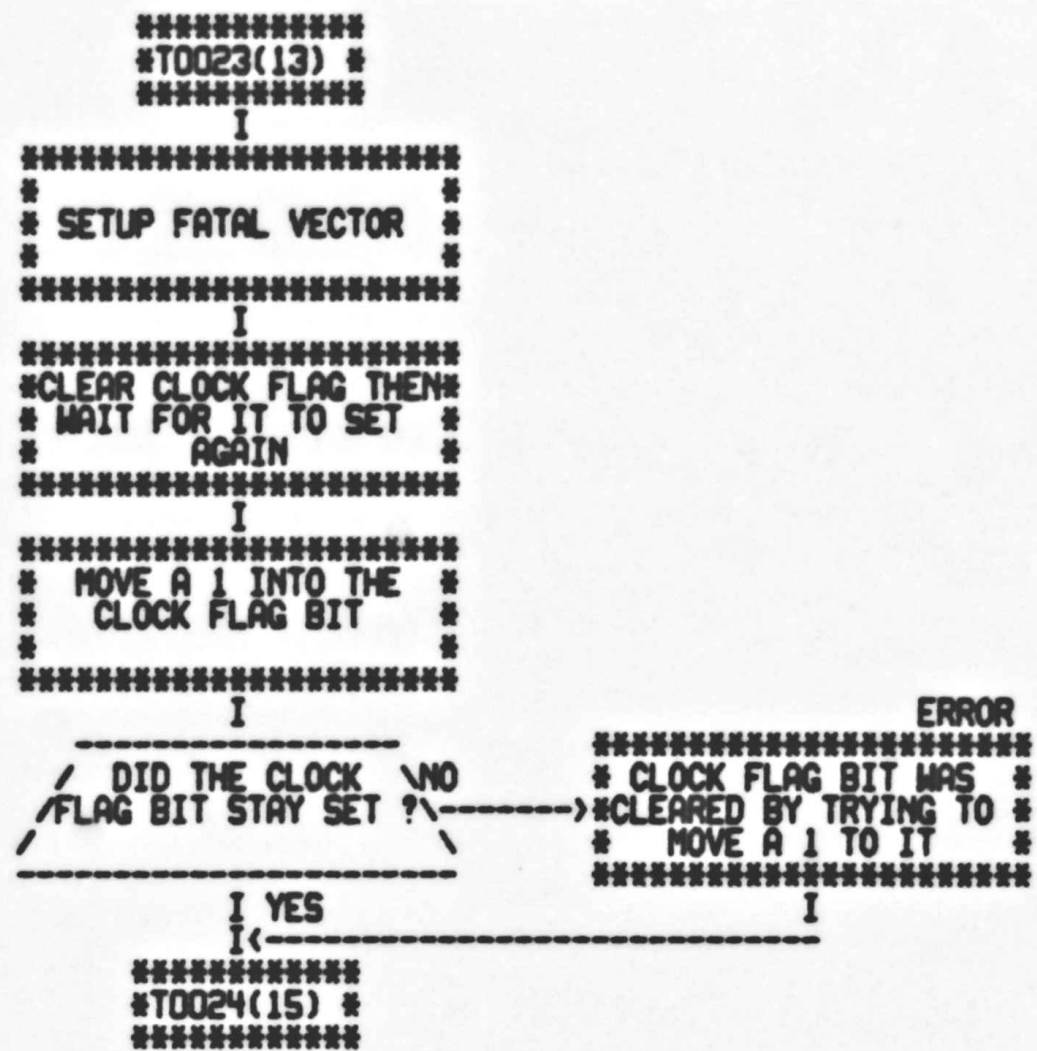 *T0023(13) *
SETUP FATAL VECTOR
*CLEAR CLOCK FLAG THEN*
* WAIT FOR IT TO SET *
* AGAIN *
* MOVE A 1 INTO THE *
* CLOCK FLAG BIT *
ERROR
/ DID THE CLOCK \NO
/FLAG BIT STAY SET ?\------->
* CLOCK FLAG BIT WAS *
*CLEARED BY TRYING TO *
* MOVE A 1 TO IT *
I YES
I
I<-----------------------------
*T0024(15) *